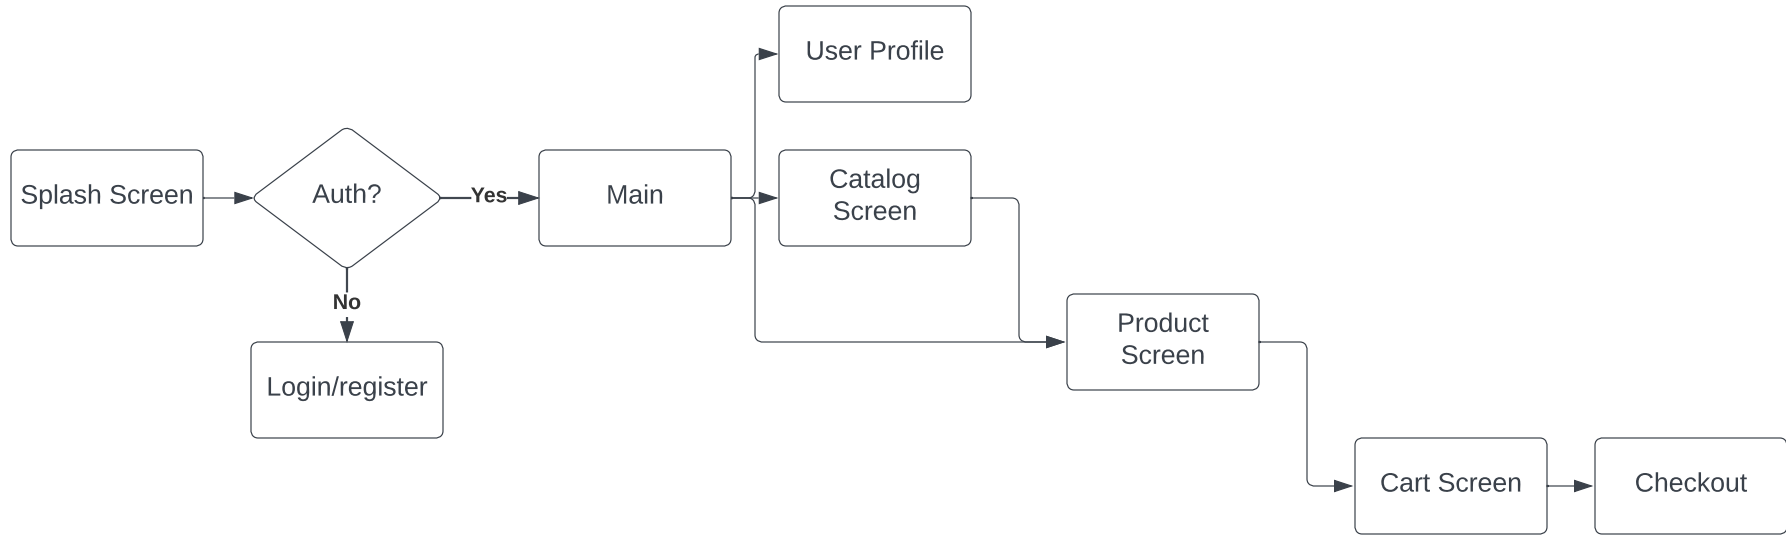 User Profile
Splash Screen
Auth?
Yes
Main
Catalog
Screen
No
Product
Screen
Login/register
Cart Screen
Checkout